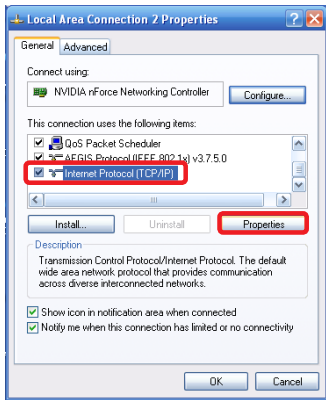 Local Area Connection 2 Properties
General Advanced
Connect using:
NVIDIA nForce Networking Controller
Configure...
This connection uses the following items:
QoS Packet Scheduler
AEGIS Protocol (IEEE 802.1x) v3.7.5.0
Internet Protocol (TCP/IP)
Install... Uninstall Properties
Description
Transmission Control Protocol/Internet Protocol. The default
wide area network protocol that provides communication
across diverse interconnected networks.
Show icon in notification area when connected
Notify me when this connection has limited or no connectivity
OK Cancel